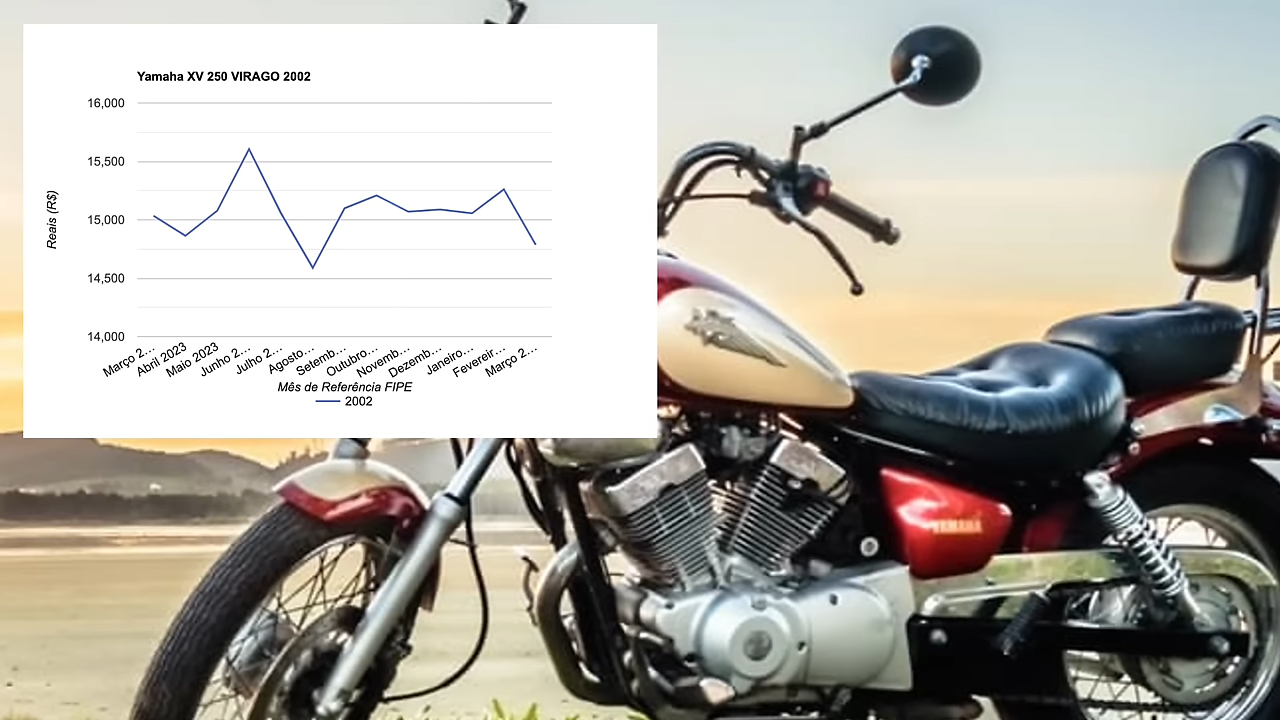 Yamaha XV 250 VIRAGO 2002
16,000
15,500
15,000
14,500
14,000
Reais (R$)
Março 2...
Abril 2023
Maio 2023
Junho 2...
Julho 2...
Agosto...
Setemb...
Outubro...
Novemb...
Dezemb...
Janeiro...
Fevereir...
Março 2...
Mês de Referência FIPE
2002
YAMAHA